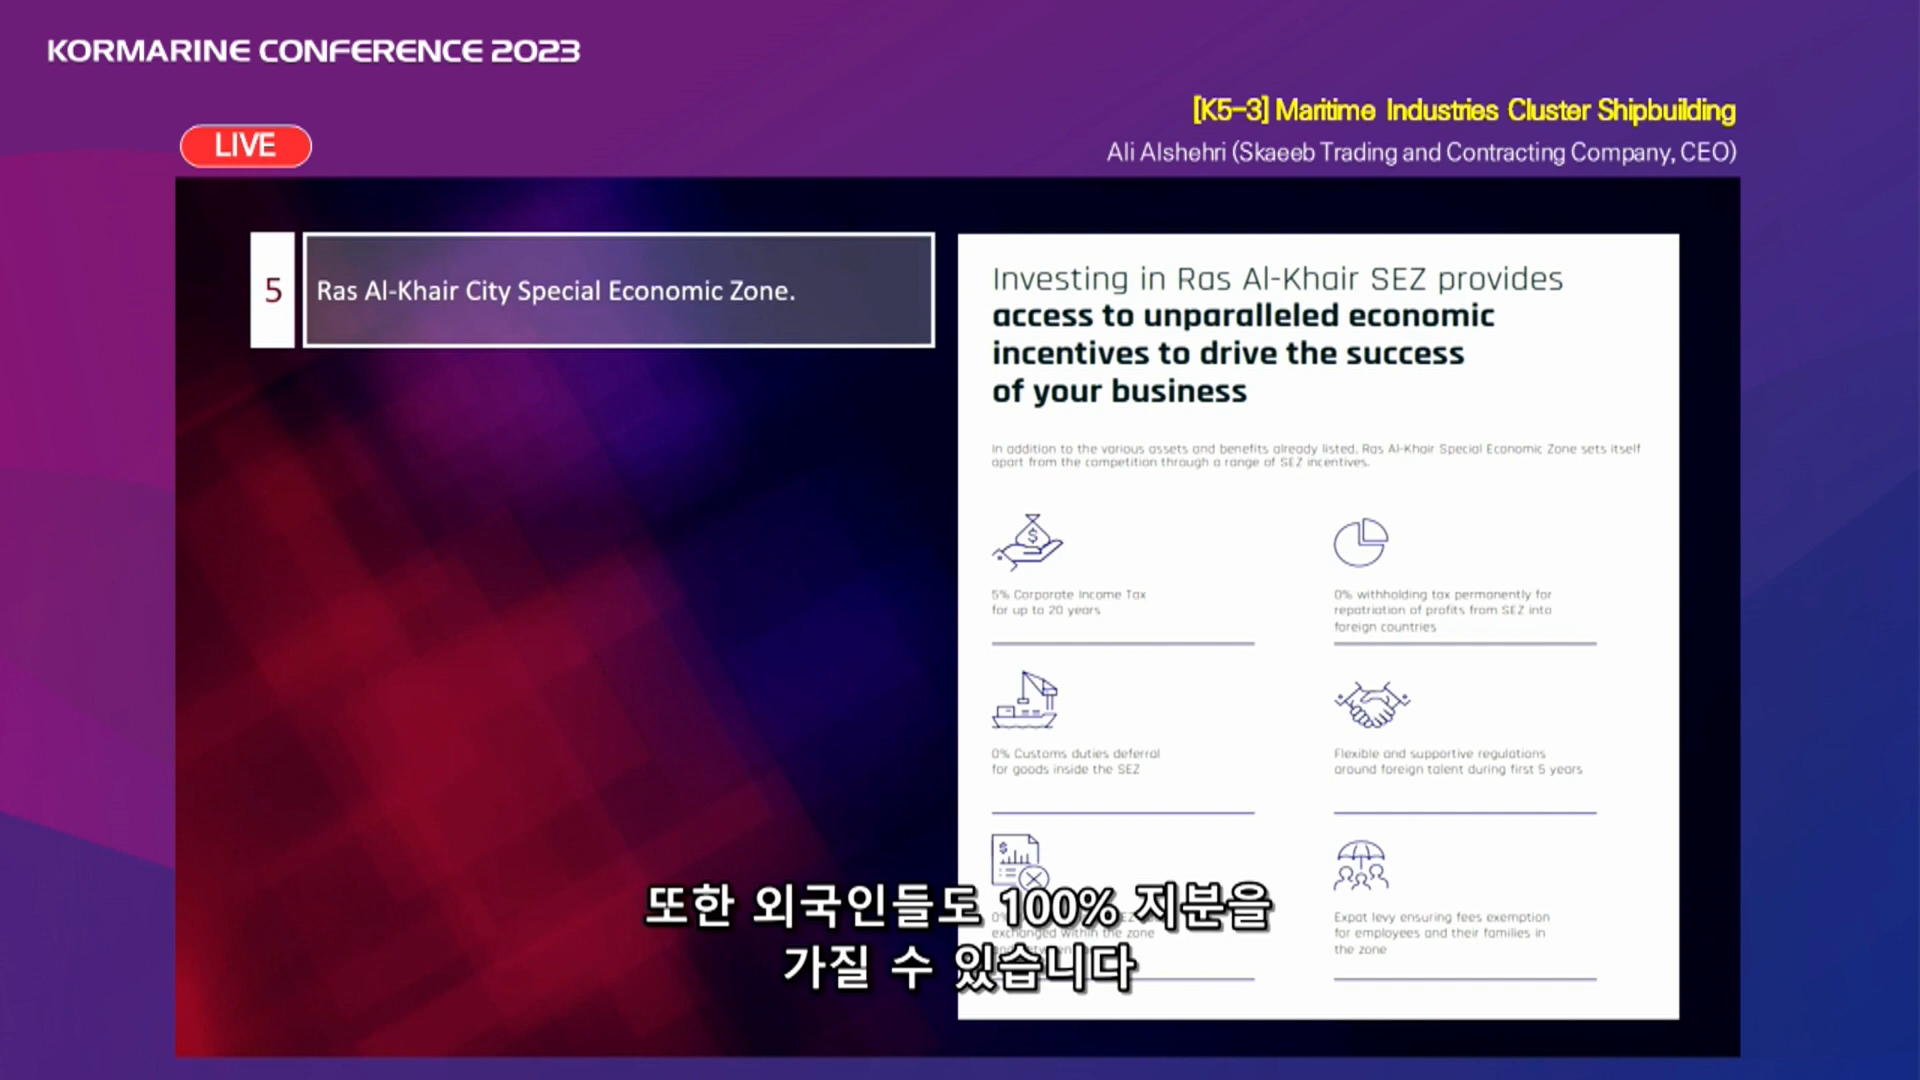 KORMARINE CONFERENCE 2023
[K5-3] Maritime Industries Cluster Shipbuilding
LIVE
Ali Alshehri (Skaeeb Trading and Contracting Company, CEO)
5
Ras Al-Khair City Special Economic Zone.
Investing in Ras Al-Khair SEZ provides
access to unparalleled economic
incentives to drive the success
of your business
In addition to the various assets and benefits already listed, Ras Al-Khair Special Economic Zone sets itself
apart from the competition through a range of SEZ incentives.
5% Corporate Income Tax
for up to 20 years
0% withholding tax permanently for
repatriation of profits from SEZ into
foreign countries
0% Customs duties deferral
for goods inside the SEZ
Flexible and supportive regulations
around foreign talent during first 5 years
exchanged within the zone
Expat levy ensuring fees exemption
for employees and their families in
the zone
또한 외국인들도 100% 지분을
가질 수 있습니다